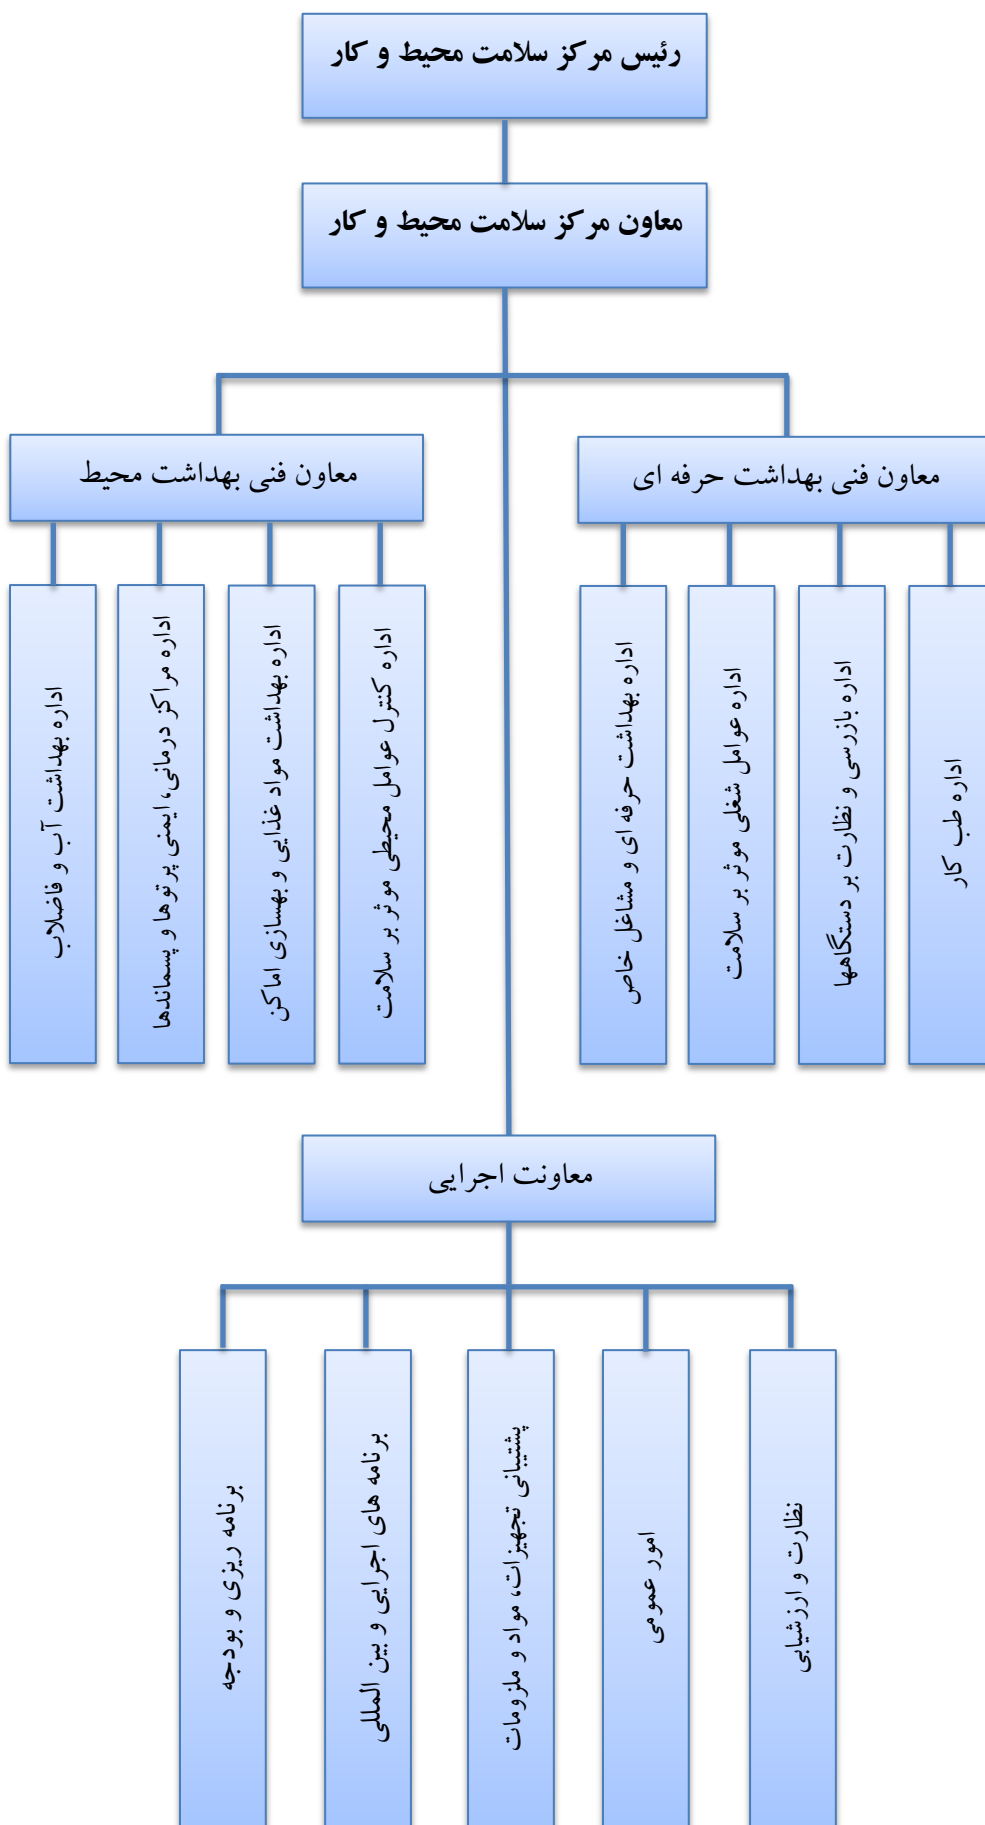 رئیس مرکز سلامت محیط و کار
معاون مرکز سلامت محیط و کار
معاون فنی بهداشت حرفه ای
معاون فنی بهداشت محیط
اداره طب کار
اداره بازرسی و نظارت بر دستگاهها
اداره عوامل شغلی موثر بر سلامت
اداره بهداشت حرفه ای و مشاغل خاص
اداره کنترل عوامل محیطی موثر بر سلامت
اداره بهداشت مواد غذایی و بهسازی اماکن
اداره مراکز درمانی، ایمنی پرتوها و پسماندها
اداره بهداشت آب و فاضلاب
معاونت اجرایی
نظارت و ارزشیابی
امور عمومی
پشتیبانی تجهیزات، مواد و ملزومات
برنامه های اجرایی و بین المللی
برنامه ریزی و بودجه